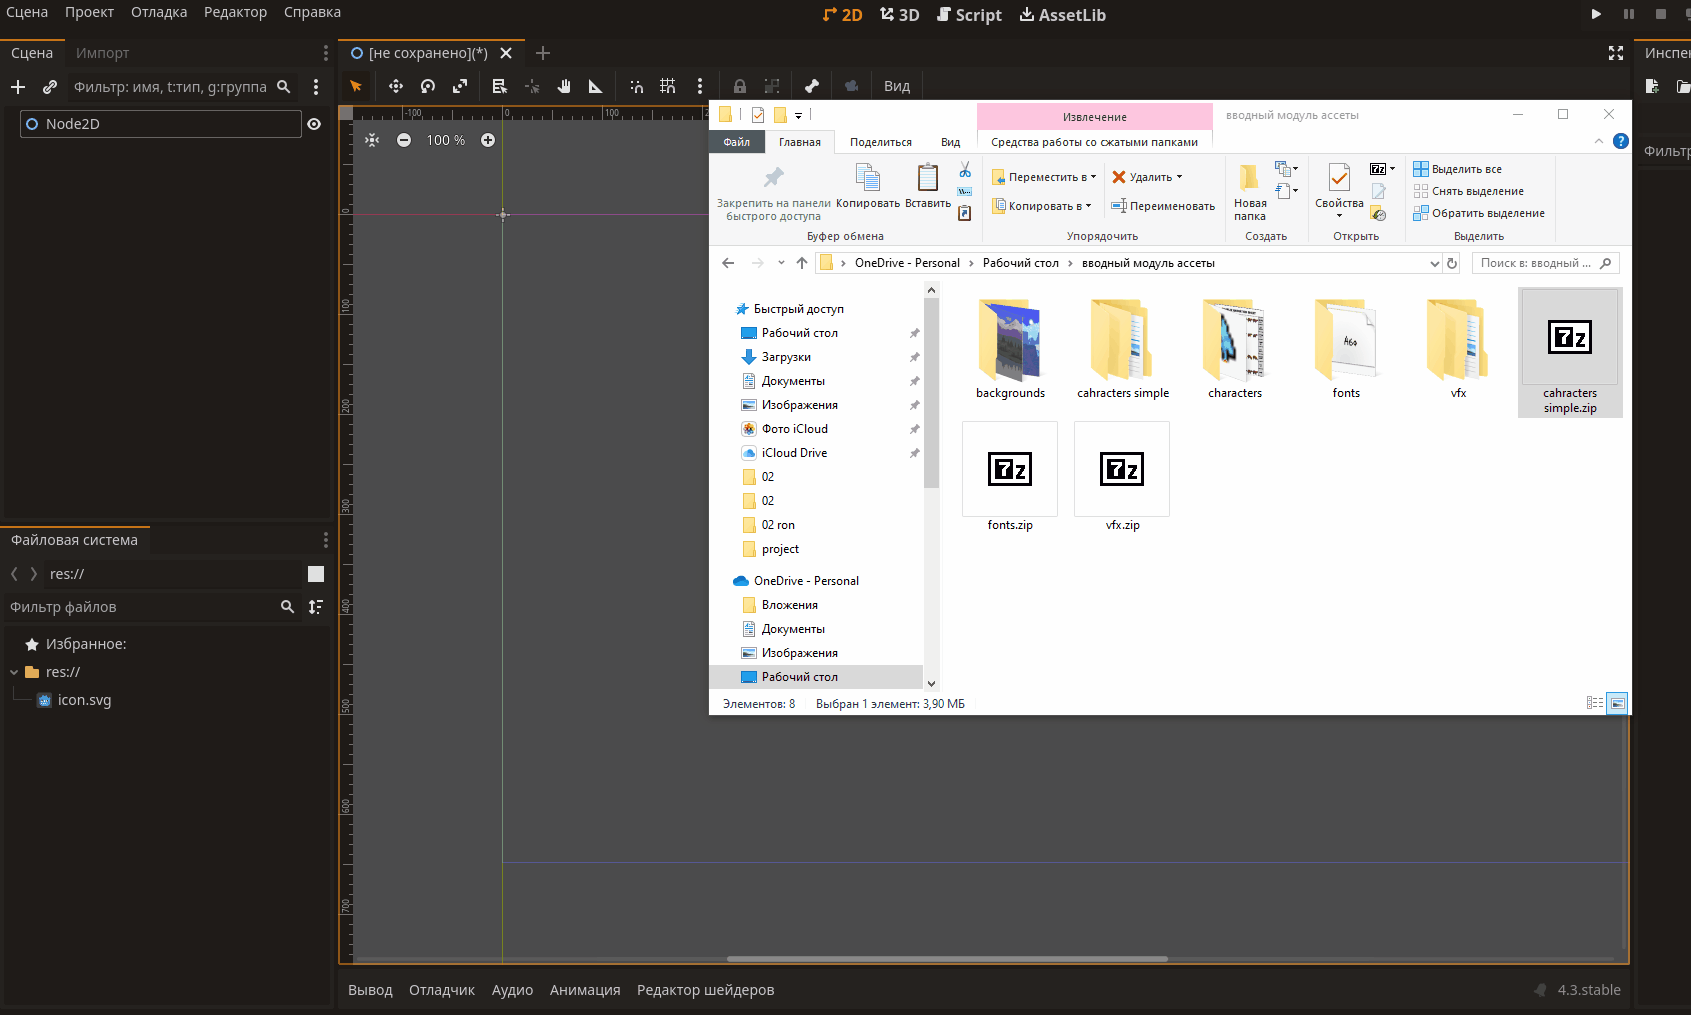 Сцена Проект Отладка Редактор Справка
2D 3D Script AssetLib
Сцена Импорт
[не сохранено](*)
Инспе
Фильтр: имя, t:тип, g:группа
Вид
Node2D
100 %
-100 0 100
0
100
200
300
400
500
600
700
Фильтр
Файловая система
res://
Фильтр файлов
Избранное:
res://
icon.svg
Извлечение
вводный модуль ассеты
Файл Главная Поделиться Вид Средства работы со сжатыми папками
Закрепить на панели
быстрого доступа
Копировать
Вставить
Буфер обмена
Переместить в
Копировать в
Удалить
Переименовать
Упорядочить
Новая
папка
Создать
Свойства
Открыть
Выделить все
Снять выделение
Обратить выделение
Выделить
OneDrive - Personal
Рабочий стол
вводный модуль ассеты
Поиск в: вводный ...
Быстрый доступ
Рабочий стол
Загрузки
Документы
Изображения
Фото iCloud
iCloud Drive
02
02
02 ron
project
OneDrive - Personal
Вложения
Документы
Изображения
Рабочий стол
backgrounds
cahracters simple
characters
Абв
fonts
vfx
7z
cahracters
simple.zip
7z
fonts.zip
7z
vfx.zip
Элементов: 8 Выбран 1 элемент: 3,90 МБ
Вывод Отладчик Аудио Анимация Редактор шейдеров
4.3.stable